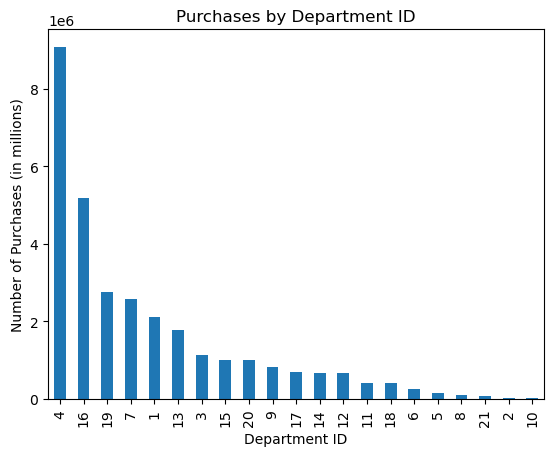 Purchases by Department ID
1e6
Number of Purchases (in millions)
8
6
4
2
0
4 16 19 7 1 13 3 15 20 9 17 14 12 11 18 6 5 8 21 2 10
Department ID